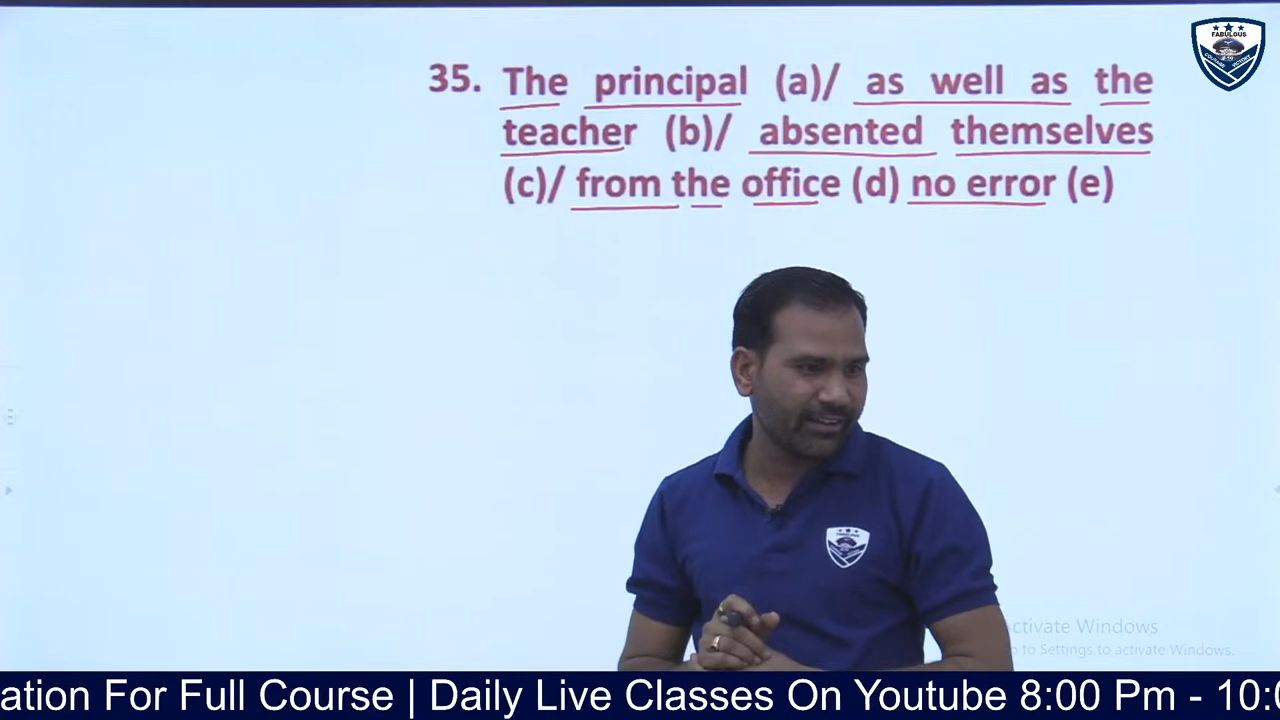 FABULOUS
35. The principal (a)/ as well as the
teacher (b)/ absented themselves
(c)/ from the office (d) no error (e)
ctivate Windows
o to Settings to activate Windows.
ation For Full Course | Daily Live Classes On Youtube 8:00 Pm - 10:0